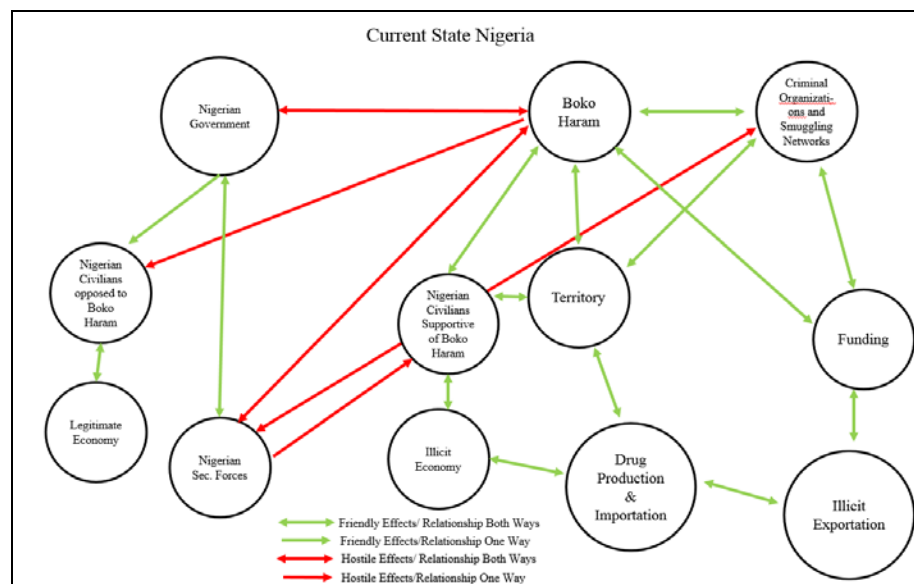 Current State Nigeria
Nigerian
Government
Boko
Haram
Criminal
Organizati-
ons and
Smuggling
Networks
Nigerian
Civilians
opposed to
Boko
Haram
Nigerian
Civilians
Supportive
of Boko
Haram
Territory
Funding
Legitimate
Economy
Nigerian
Sec. Forces
Illicit
Economy
Drug
Production
&
Importation
Illicit
Exportation
Friendly Effects/ Relationship Both Ways
Friendly Effects/Relationship One Way
Hostile Effects/ Relationship Both Ways
Hostile Effects/Relationship One Way